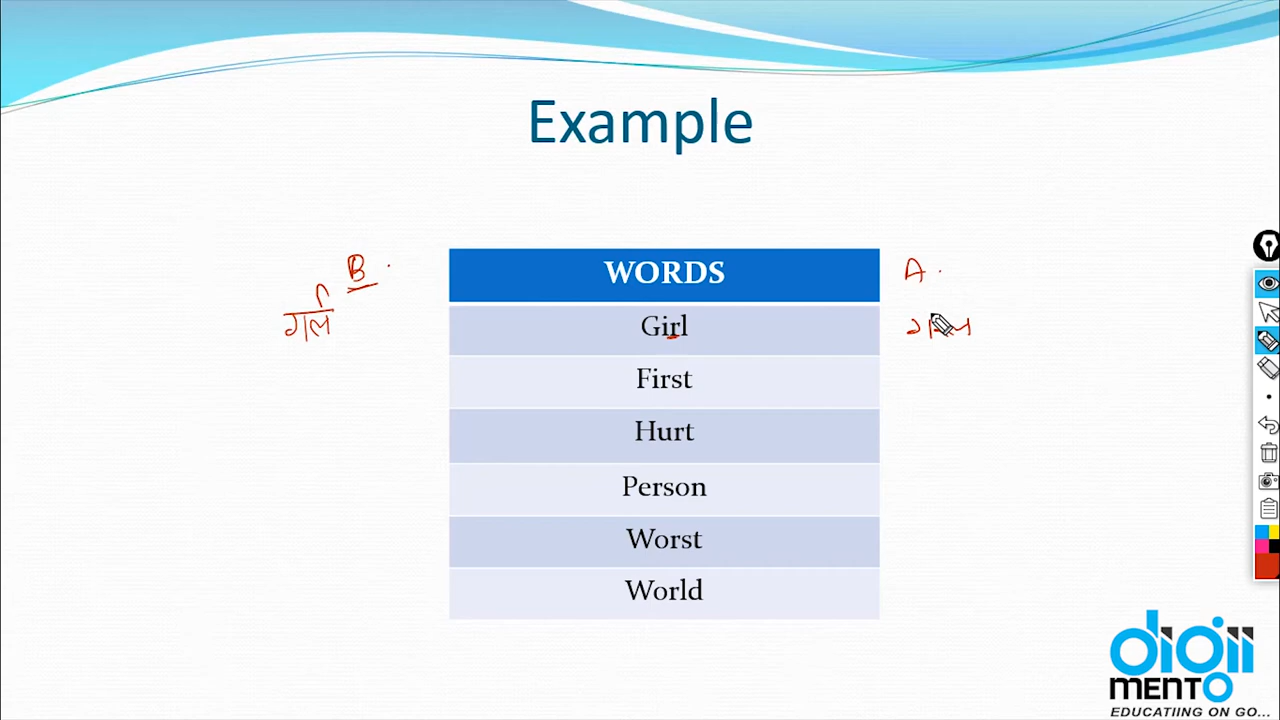 Example
B.
WORDS
A.
गर्ल
Girl
First
Hurt
Person
Worst
World
digii
MENTO
EDUCATIING ON GO...